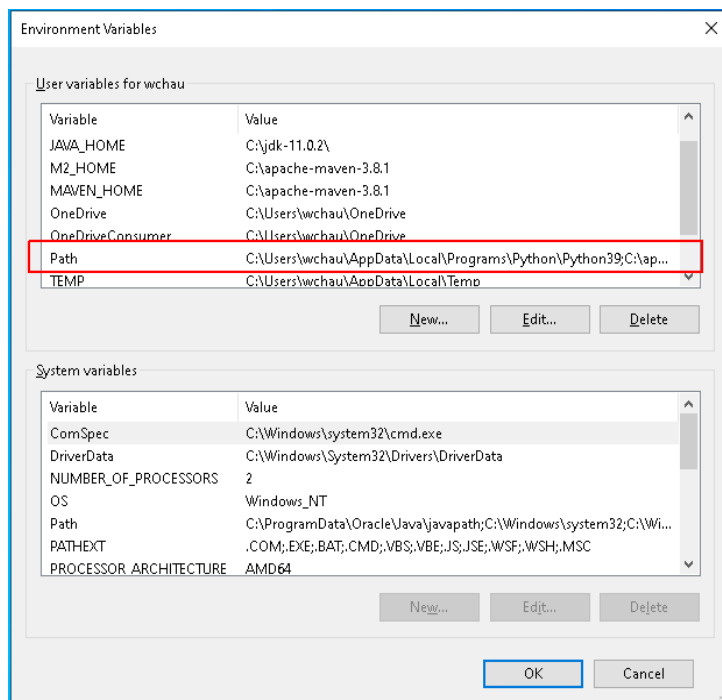 Environment Variables
User variables for wchau
Variable Value
JAVA_HOME C:\jdk-11.0.2\
M2_HOME C:\apache-maven-3.8.1
MAVEN_HOME C:\apache-maven-3.8.1
OneDrive C:\Users\wchau\OneDrive
OneDriveConsumer C:\Users\wchau\OneDrive
Path C:\Users\wchau\AppData\Local\Programs\Python\Python39;C:\ap...
TEMP C:\Users\wchau\AppData\Local\Temp
New... Edit... Delete
System variables
Variable Value
ComSpec C:\Windows\system32\cmd.exe
DriverData C:\Windows\System32\Drivers\DriverData
NUMBER_OF_PROCESSORS 2
OS Windows_NT
Path C:\ProgramData\Oracle\Java\javapath;C:\Windows\system32;C:\Wi...
PATHEXT .COM;.EXE;.BAT;.CMD;.VBS;.VBE;.JS;.JSE;.WSF;.WSH;.MSC
PROCESSOR_ARCHITECTURE AMD64
New... Edit... Delete
OK Cancel